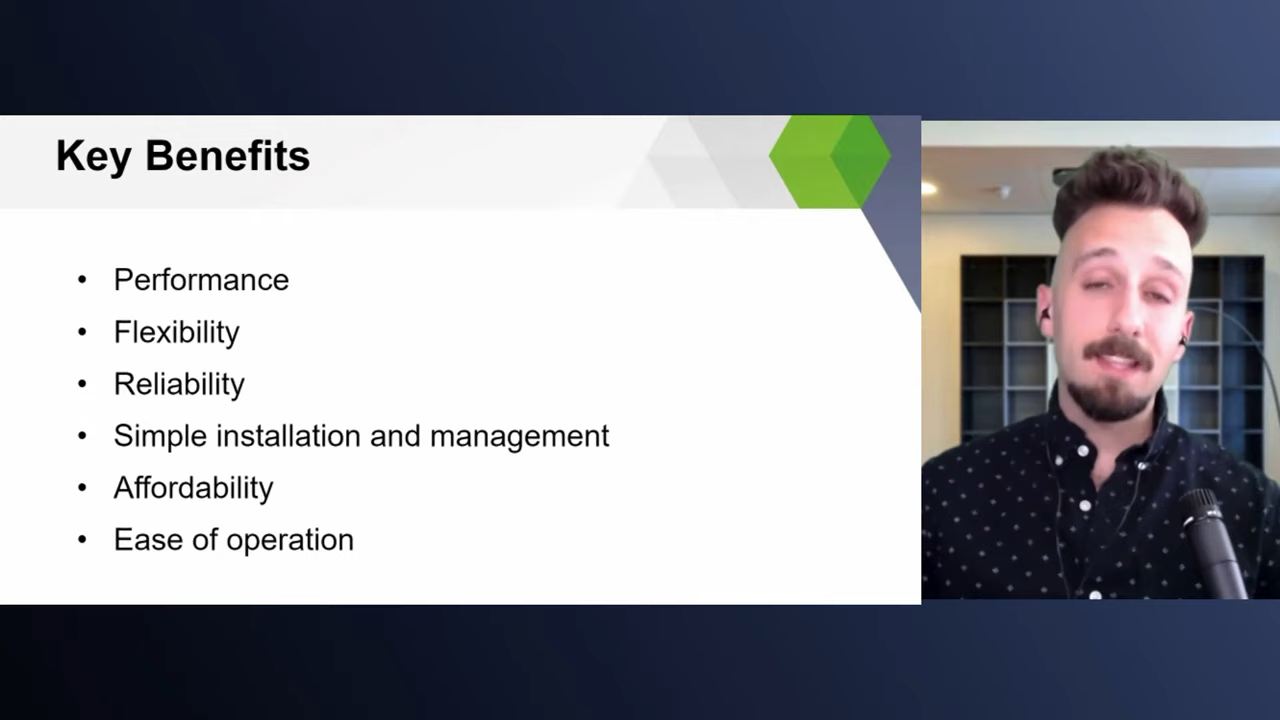 Key Benefits
• Performance
• Flexibility
• Reliability
• Simple installation and management
• Affordability
• Ease of operation